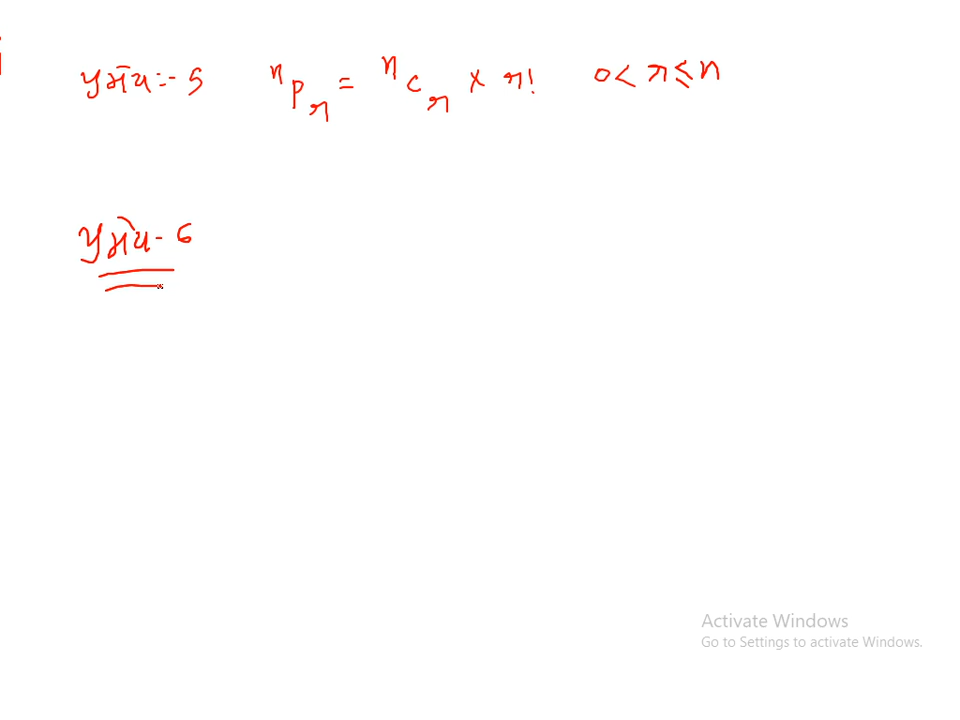 પ્રમેય :- 5 nPr = nCr × r! 0 < r ≤ n
પ્રમેય - 6
Activate Windows
Go to Settings to activate Windows.